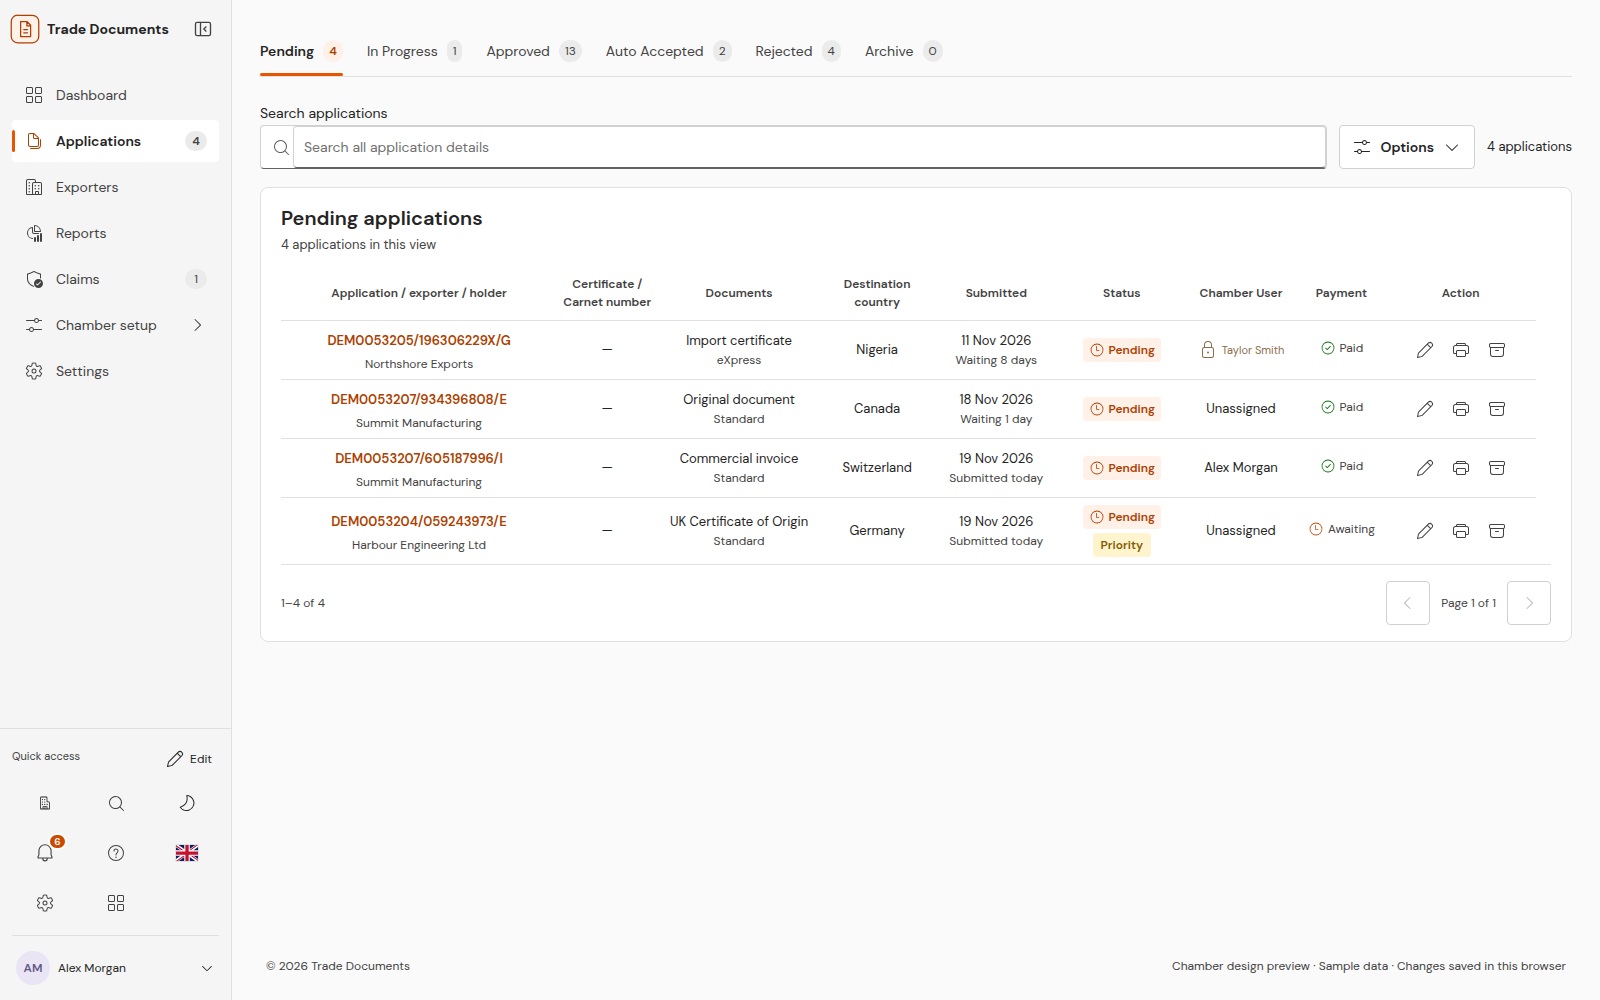 Trade Documents
Dashboard
Applications 4
Exporters
Reports
Claims 1
Chamber setup
Settings
Quick access
Edit
6
AM Alex Morgan
Pending 4 In Progress 1 Approved 13 Auto Accepted 2 Rejected 4 Archive 0
Search applications
Search all application details
Options
4 applications
Pending applications
4 applications in this view
Application / exporter / holder Certificate / Carnet number Documents Destination country Submitted Status Chamber User Payment Action
DEM0053205/196306229X/G — Import certificate Nigeria 11 Nov 2026 Pending Taylor Smith Paid
Northshore Exports eXpress Waiting 8 days
DEM0053207/934396808/E — Original document Canada 18 Nov 2026 Pending Unassigned Paid
Summit Manufacturing Standard Waiting 1 day
DEM0053207/605187996/I — Commercial invoice Switzerland 19 Nov 2026 Pending Alex Morgan Paid
Summit Manufacturing Standard Submitted today
DEM0053204/059243973/E — UK Certificate of Origin Germany 19 Nov 2026 Pending Unassigned Awaiting
Harbour Engineering Ltd Standard Submitted today Priority
1–4 of 4
Page 1 of 1
© 2026 Trade Documents
Chamber design preview · Sample data · Changes saved in this browser